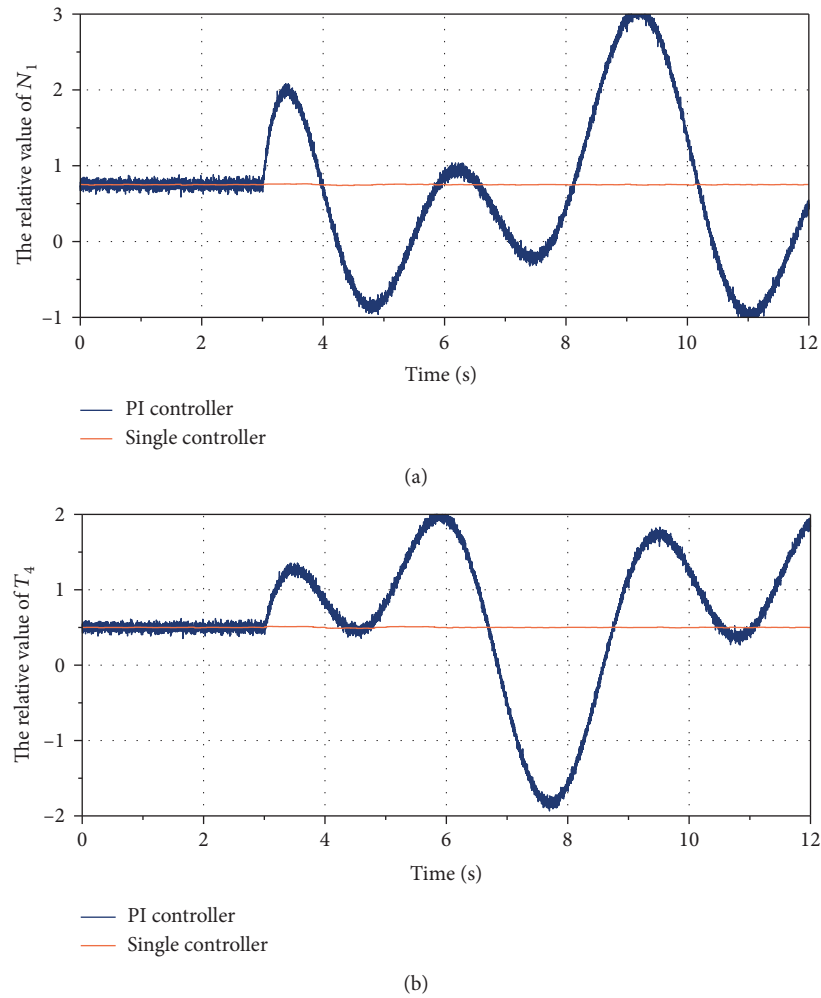 The relative value of N1
3
2
1
0
−1
0 2 4 6 8 10 12
Time (s)
PI controller
Single controller
(a)
The relative value of T4
2
1
0
−1
−2
0 2 4 6 8 10 12
Time (s)
PI controller
Single controller
(b)